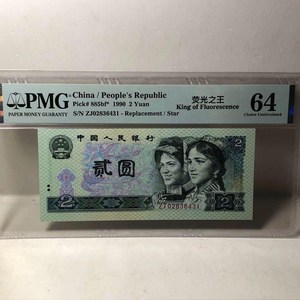 PMG
PAPER MONEY GUARANTY
China / People's Republic
Pick# 885bf* 1990 2 Yuan
S/N ZJ02836431 - Replacement / Star
荧光之王
King of Fluorescence
64
Choice Uncirculated
中国人民银行
贰圆
2
2
ZJ02836431